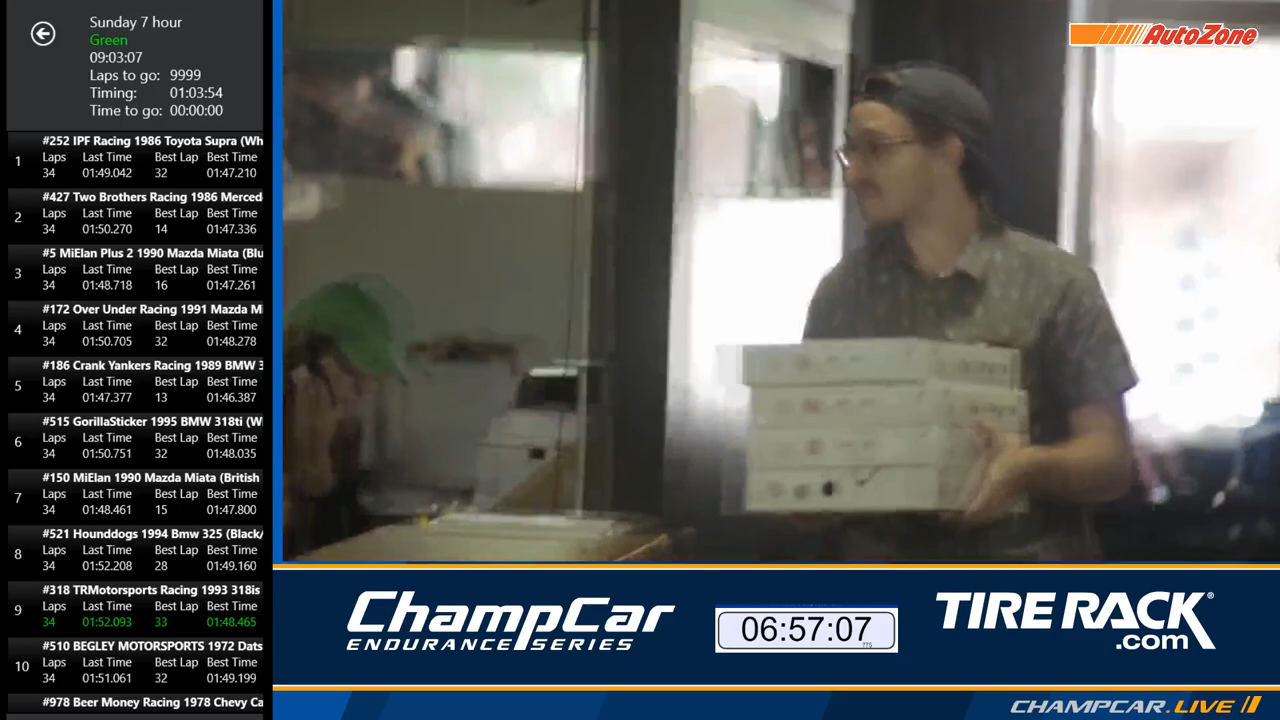 Sunday 7 hour
Green
09:03:07
Laps to go: 9999
Timing: 01:03:54
Time to go: 00:00:00
#252 IPF Racing 1986 Toyota Supra (Wh
1
Laps Last Time Best Lap Best Time
34 01:49.042 32 01:47.210
#427 Two Brothers Racing 1986 Merced
2
Laps Last Time Best Lap Best Time
34 01:50.270 14 01:47.336
#5 MiElan Plus 2 1990 Mazda Miata (Blu
3
Laps Last Time Best Lap Best Time
34 01:48.718 16 01:47.261
#172 Over Under Racing 1991 Mazda Mi
4
Laps Last Time Best Lap Best Time
34 01:50.705 32 01:48.278
#186 Crank Yankers Racing 1989 BMW 3
5
Laps Last Time Best Lap Best Time
34 01:47.377 13 01:46.387
#515 GorillaSticker 1995 BMW 318ti (W
6
Laps Last Time Best Lap Best Time
34 01:50.751 32 01:48.035
#150 MiElan 1990 Mazda Miata (British
7
Laps Last Time Best Lap Best Time
34 01:48.461 15 01:47.800
#521 Hounddogs 1994 Bmw 325 (Black/
8
Laps Last Time Best Lap Best Time
34 01:52.208 28 01:49.160
#318 TRMotorsports Racing 1993 318is
9
Laps Last Time Best Lap Best Time
34 01:52.093 33 01:48.465
#510 BEGLEY MOTORSPORTS 1972 Dats
10
Laps Last Time Best Lap Best Time
34 01:51.061 32 01:49.199
#978 Beer Money Racing 1978 Chevy Ca
AutoZone
ChampCar
ENDURANCE SERIES
06:57:07
775
TIRE RACK®
.com
CHAMPCAR.LIVE